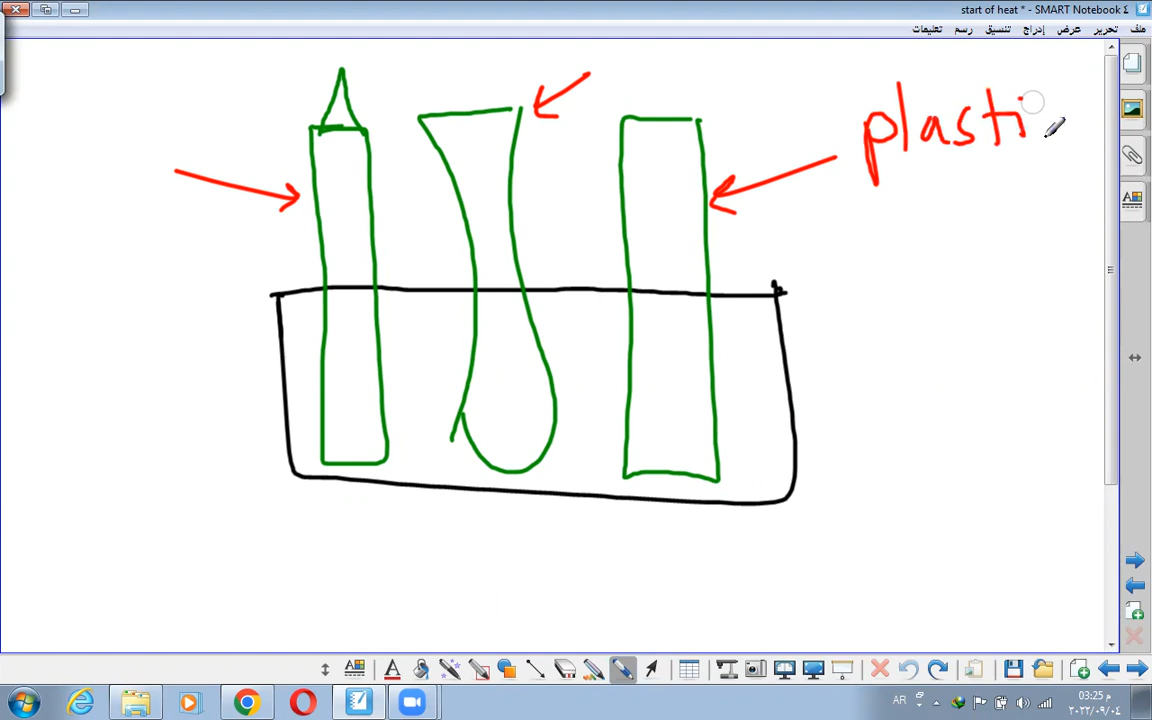 start of heat * - SMART Notebook ٤
ملف تحرير عرض إدراج تنسيق رسم تعليمات
plasti
A
AR
03:25 م
٢٠٢٢/٠٩/٠٤